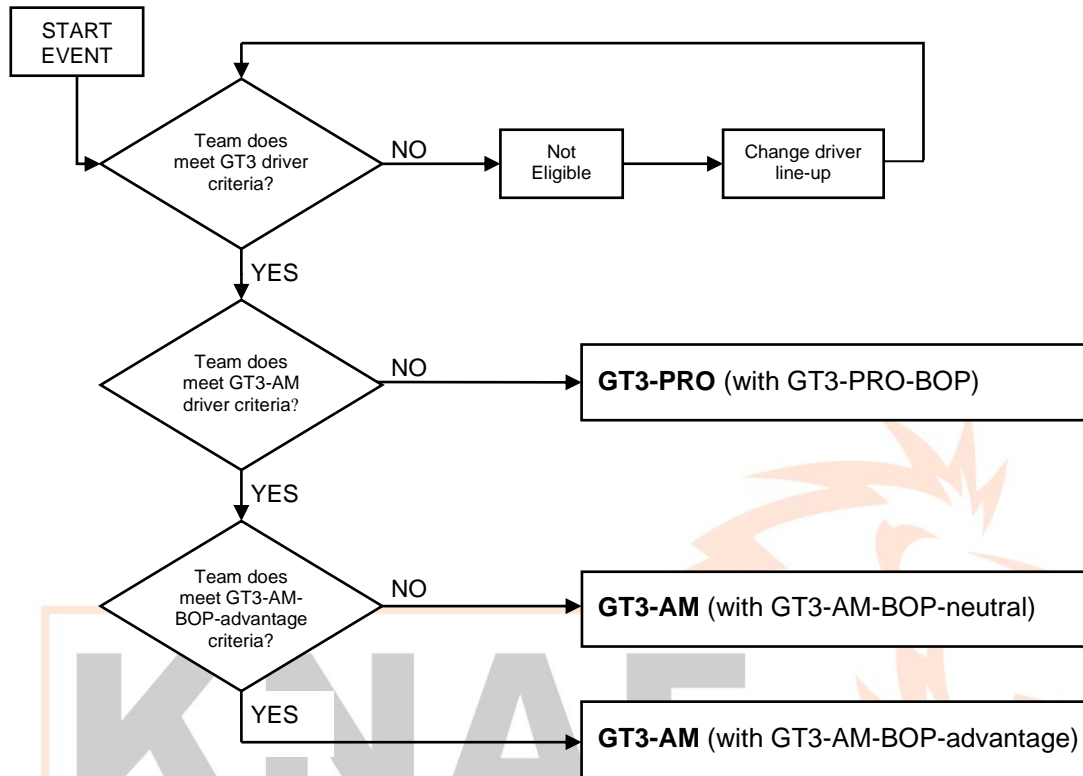 START
EVENT
Team does
meet GT3 driver
criteria?
NO
Not
Eligible
Change driver
line-up
YES
Team does
meet GT3-AM
driver criteria?
NO
GT3-PRO (with GT3-PRO-BOP)
YES
Team does
meet GT3-AM-
BOP-advantage
criteria?
NO
GT3-AM (with GT3-AM-BOP-neutral)
YES
GT3-AM (with GT3-AM-BOP-advantage)
KNAF